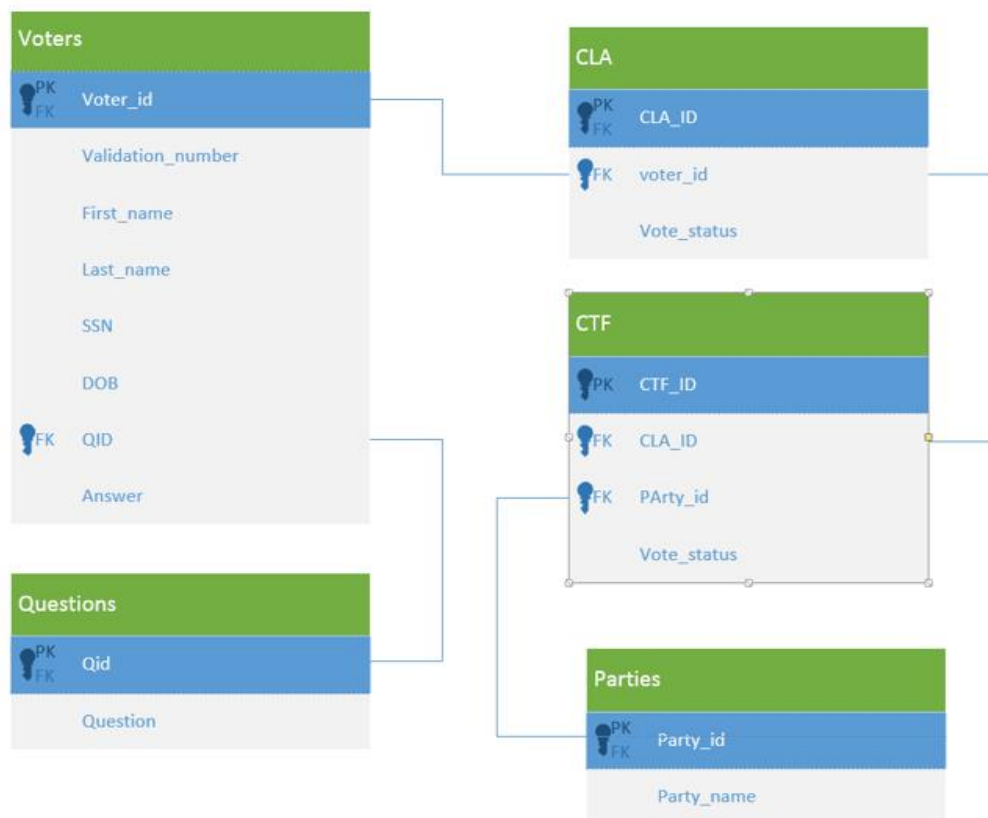 Voters
PK
FK
Voter_id
Validation_number
First_name
Last_name
SSN
DOB
FK QID
Answer
Questions
PK
FK
Qid
Question
CLA
PK
FK
CLA_ID
FK voter_id
Vote_status
CTF
PK CTF_ID
FK CLA_ID
FK PArty_id
Vote_status
Parties
PK
FK
Party_id
Party_name